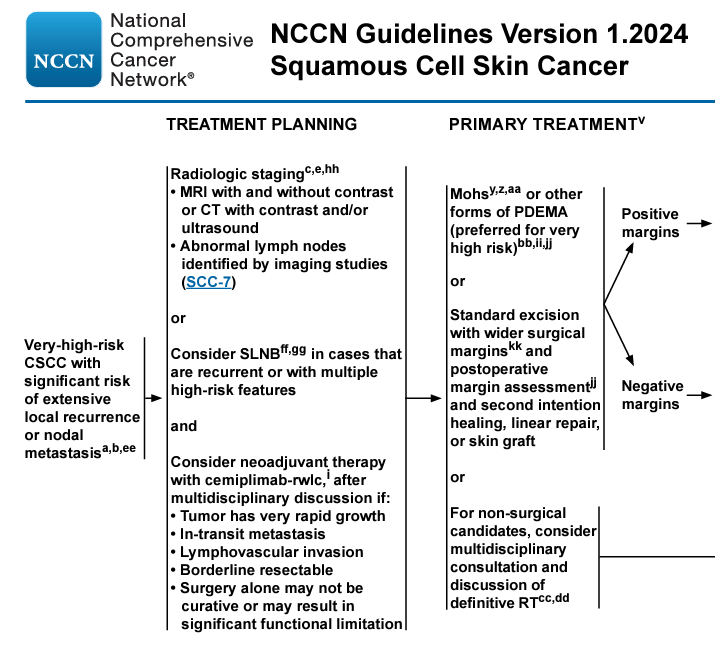 NCCN
National
Comprehensive
Cancer
Network®
NCCN Guidelines Version 1.2024
Squamous Cell Skin Cancer
TREATMENT PLANNING
PRIMARY TREATMENTv
Very-high-risk
CSCC with
significant risk
of extensive
local recurrence
or nodal
metastasisa,b,ee
Radiologic stagingc,e,hh
• MRI with and without contrast
or CT with contrast and/or
ultrasound
• Abnormal lymph nodes
identified by imaging studies
(SCC-7)
or
Consider SLNBff,gg in cases that
are recurrent or with multiple
high-risk features
and
Consider neoadjuvant therapy
with cemiplimab-rwlc,i after
multidisciplinary discussion if:
• Tumor has very rapid growth
• In-transit metastasis
• Lymphovascular invasion
• Borderline resectable
• Surgery alone may not be
curative or may result in
significant functional limitation
Mohsy,z,aa or other
forms of PDEMA
(preferred for very
high risk)bb,ii,jj
or
Standard excision
with wider surgical
marginskk and
postoperative
margin assessmentjj
and second intention
healing, linear repair,
or skin graft
or
For non-surgical
candidates, consider
multidisciplinary
consultation and
discussion of
definitive RTcc,dd
Positive
margins
Negative
margins